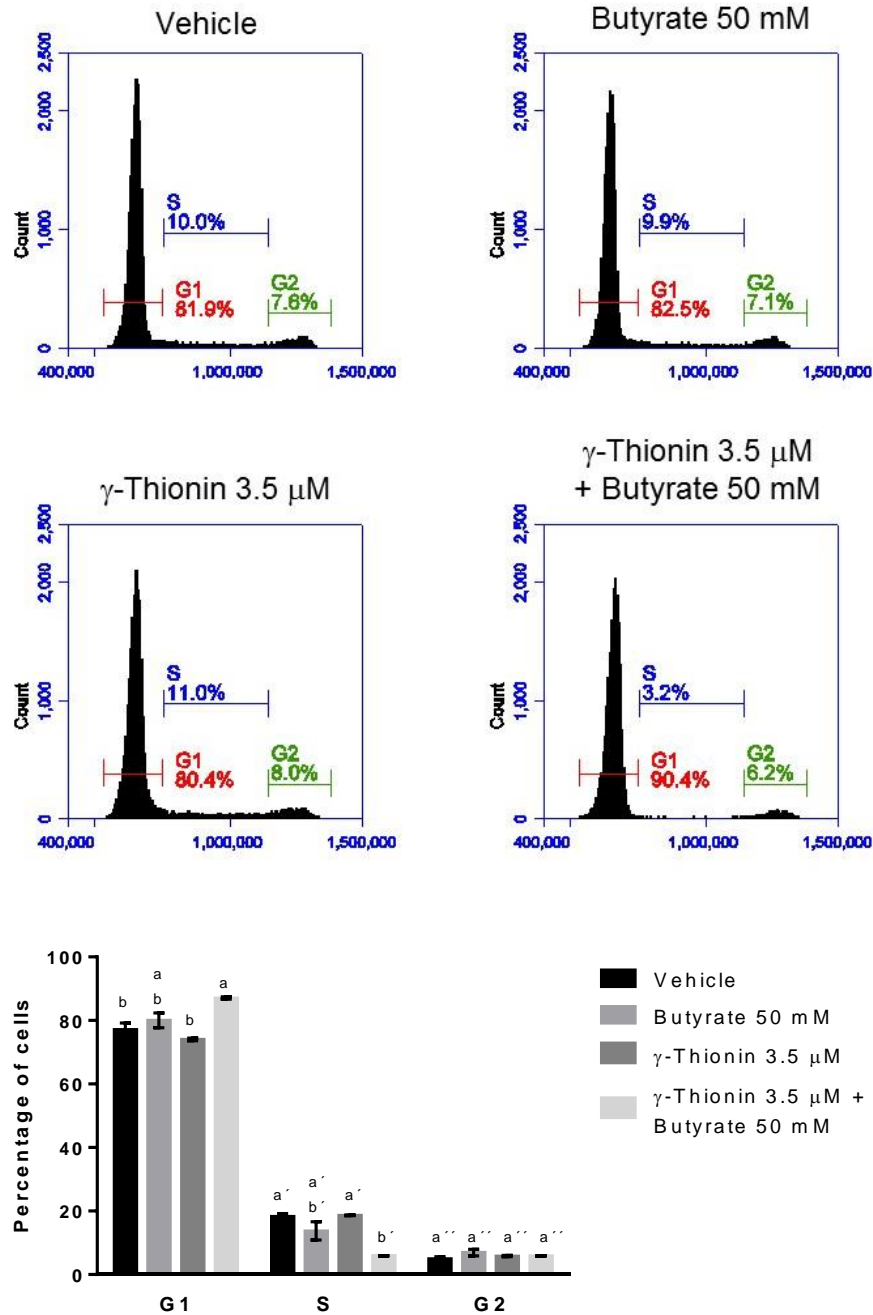 Vehicle
2,500
2,000
1,000
0
Count
S
10.0%
G1
81.9%
G2
7.6%
400,000
1,000,000
1,500,000
Butyrate 50 mM
2,500
2,000
1,000
0
Count
S
9.9%
G1
82.5%
G2
7.1%
400,000
1,000,000
1,500,000
γ-Thionin 3.5 μM
2,500
2,000
1,000
0
Count
S
11.0%
G1
80.4%
G2
8.0%
400,000
1,000,000
1,500,000
γ-Thionin 3.5 μM
+ Butyrate 50 mM
2,500
2,000
1,000
0
Count
S
3.2%
G1
90.4%
G2
6.2%
400,000
1,000,000
1,500,000
Percentage of cells
100
80
60
40
20
0
b
a
b
b
a
a´
a´
b´
a´
b´
a´´
a´´
a´´
a´´
G1
S
G2
Vehicle
Butyrate 50 mM
γ-Thionin 3.5 μM
γ-Thionin 3.5 μM +
Butyrate 50 mM